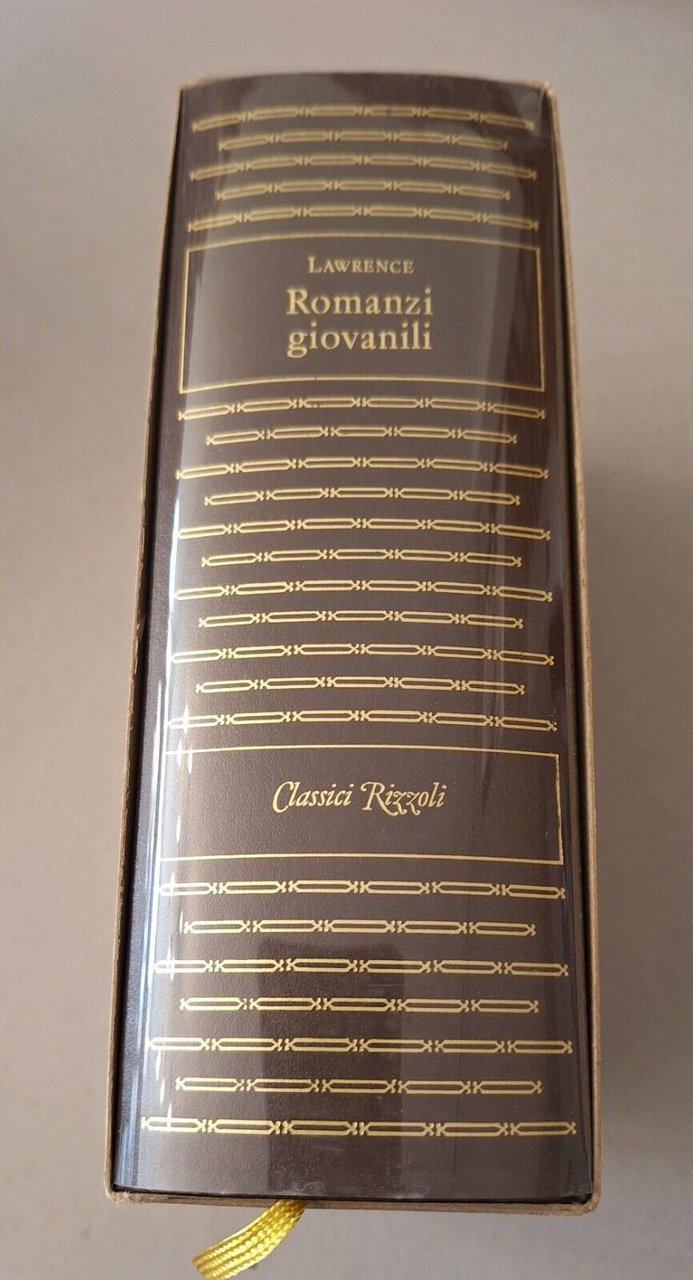 LAWRENCE
Romanzi
giovanili
Classici Rizzoli